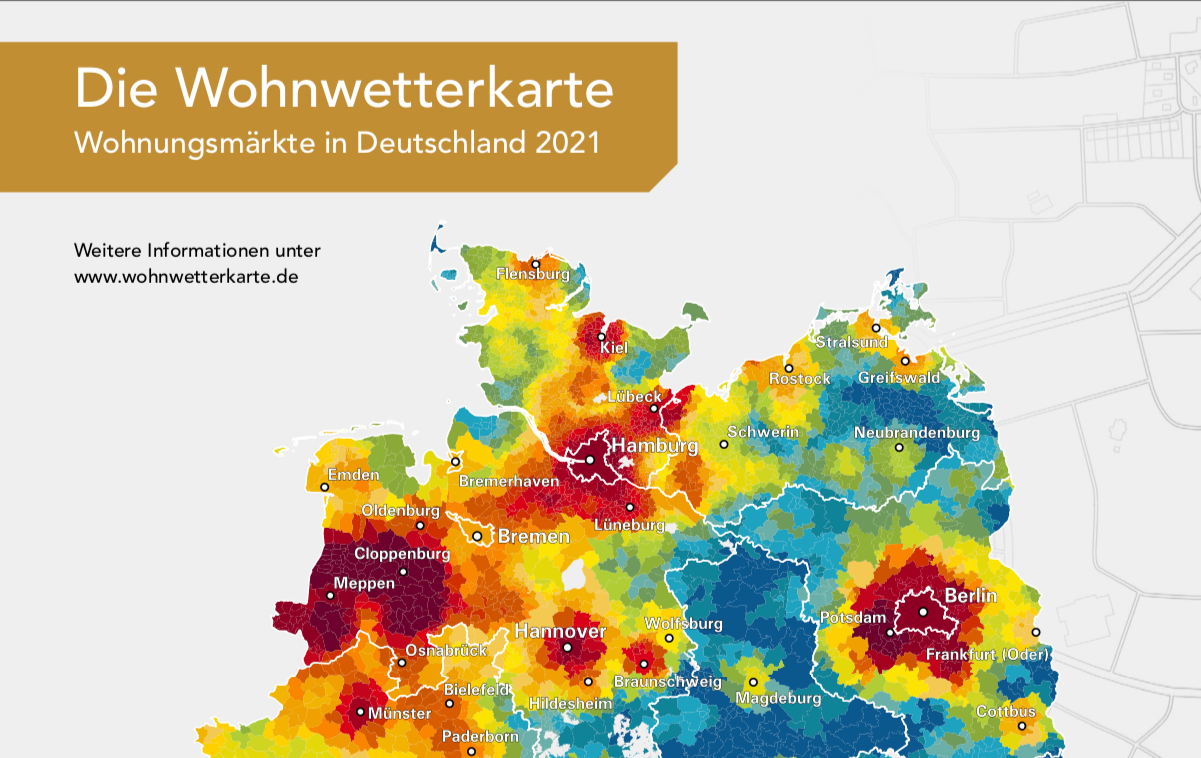 Die Wohnwetterkarte
Wohnungsmärkte in Deutschland 2021
Weitere Informationen unter
www.wohnwetterkarte.de
Flensburg
Kiel
Stralsund
Rostock
Greifswald
Lübeck
Schwerin
Neubrandenburg
Hamburg
Emden
Bremerhaven
Oldenburg
Lüneburg
Bremen
Cloppenburg
Meppen
Berlin
Potsdam
Wolfsburg
Hannover
Osnabrück
Frankfurt (Oder)
Braunschweig
Bielefeld
Magdeburg
Hildesheim
Münster
Cottbus
Paderborn